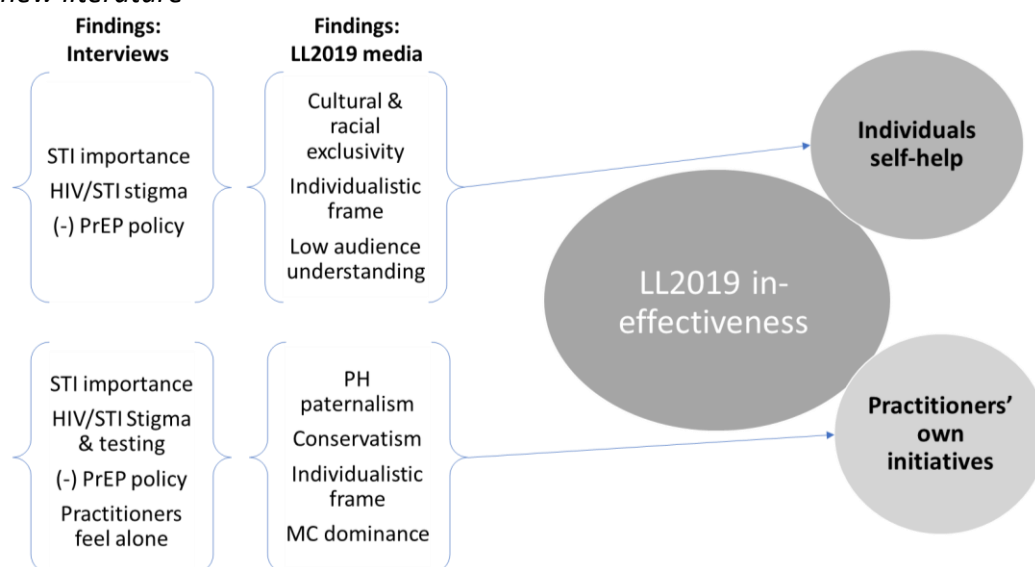 new literature
Findings:
Interviews
Findings:
LL2019 media
STI importance
HIV/STI stigma
(-) PrEP policy
Cultural &
racial
exclusivity
Individualistic
frame
Low audience
understanding
Individuals
self-help
LL2019 in-
effectiveness
STI importance
HIV/STI Stigma
& testing
(-) PrEP policy
Practitioners
feel alone
PH
paternalism
Conservatism
Individualistic
frame
MC dominance
Practitioners’
own
initiatives